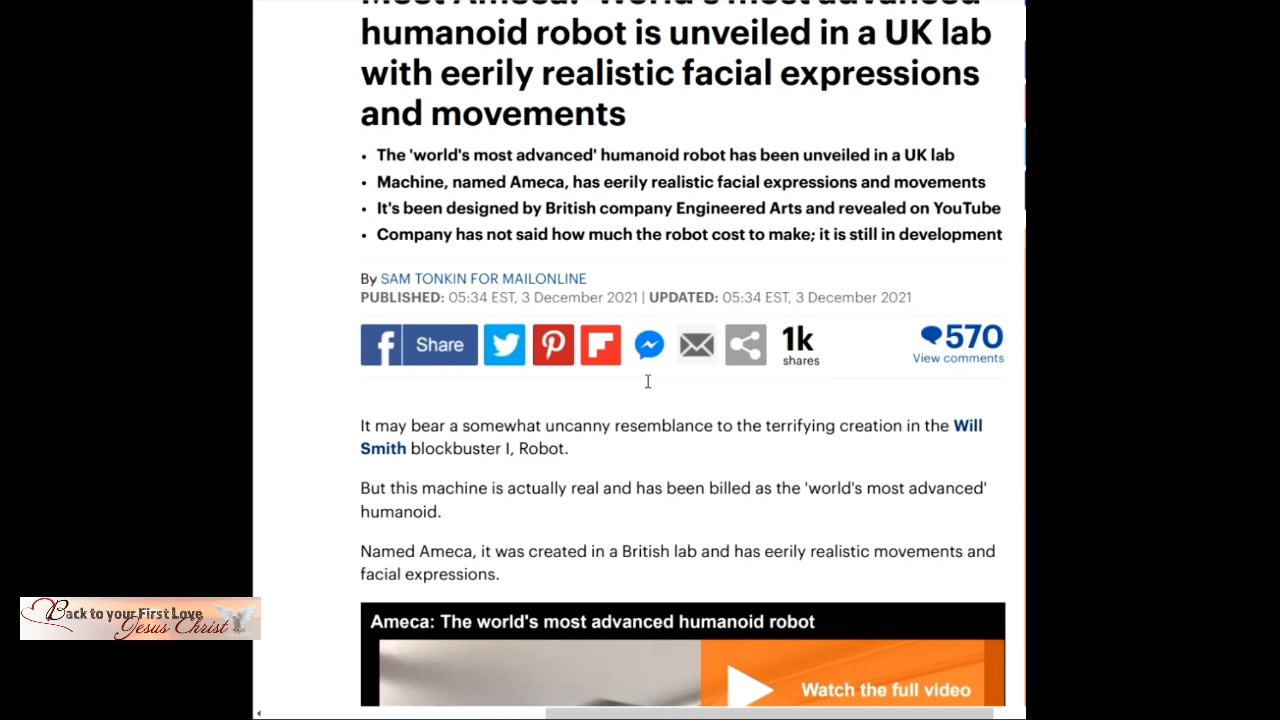 Meet Ameca! 'World's most advanced'
humanoid robot is unveiled in a UK lab
with eerily realistic facial expressions
and movements
• The 'world's most advanced' humanoid robot has been unveiled in a UK lab
• Machine, named Ameca, has eerily realistic facial expressions and movements
• It's been designed by British company Engineered Arts and revealed on YouTube
• Company has not said how much the robot cost to make; it is still in development
By SAM TONKIN FOR MAILONLINE
PUBLISHED: 05:34 EST, 3 December 2021 | UPDATED: 05:34 EST, 3 December 2021
f Share
1k
shares
570
View comments
It may bear a somewhat uncanny resemblance to the terrifying creation in the Will
Smith blockbuster I, Robot.
But this machine is actually real and has been billed as the 'world's most advanced'
humanoid.
Named Ameca, it was created in a British lab and has eerily realistic movements and
facial expressions.
Back to your First Love
Jesus Christ
Ameca: The world's most advanced humanoid robot
Watch the full video